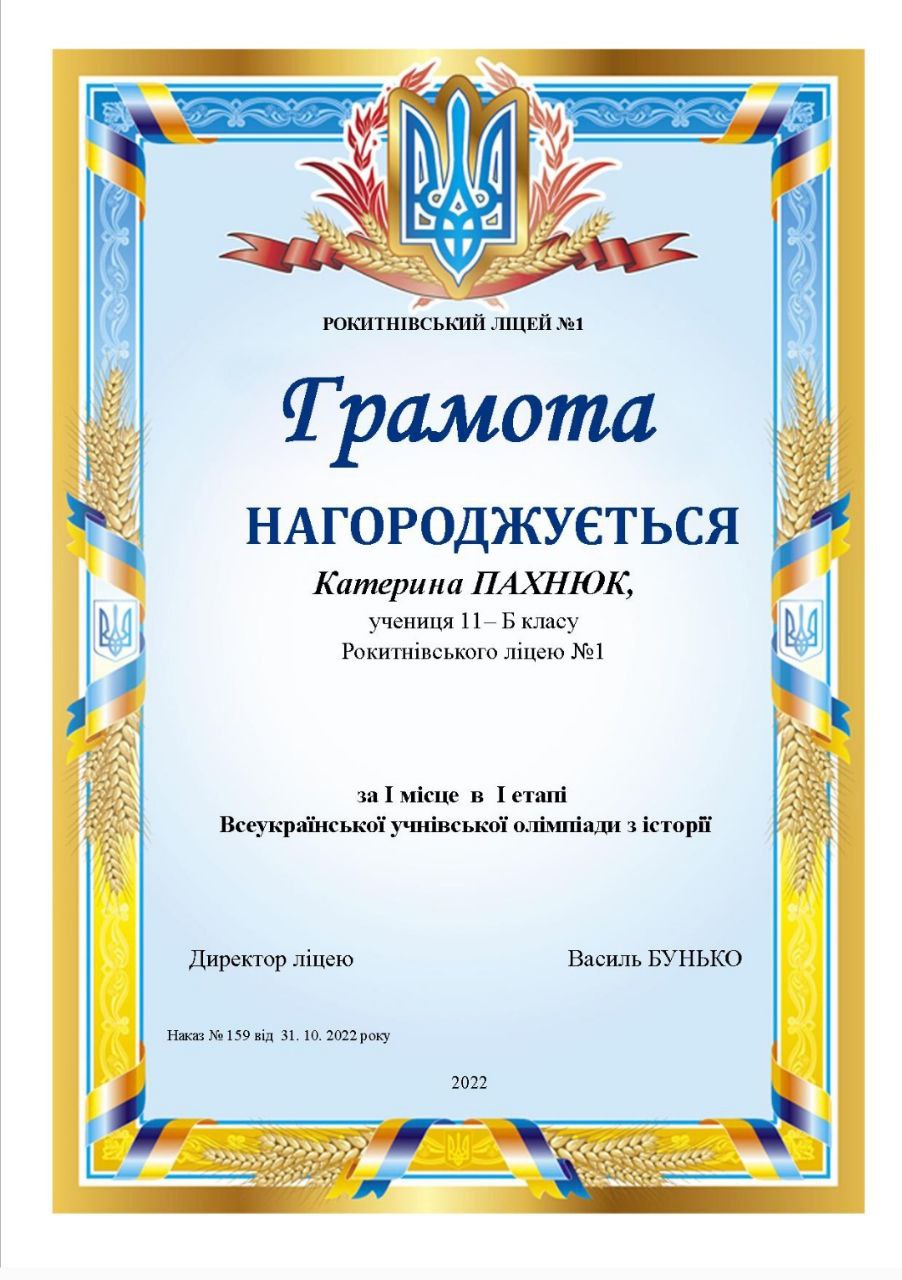 РОКИТНІВСЬКИЙ ЛІЦЕЙ №1
Грамота
НАГОРОДЖУЄТЬСЯ
Катерина ПАХНЮК,
учениця 11– Б класу
Рокитнівського ліцею №1
за І місце в І етапі
Всеукраїнської учнівської олімпіади з історії
Директор ліцею Василь БУНЬКО
Наказ № 159 від 31. 10. 2022 року
2022